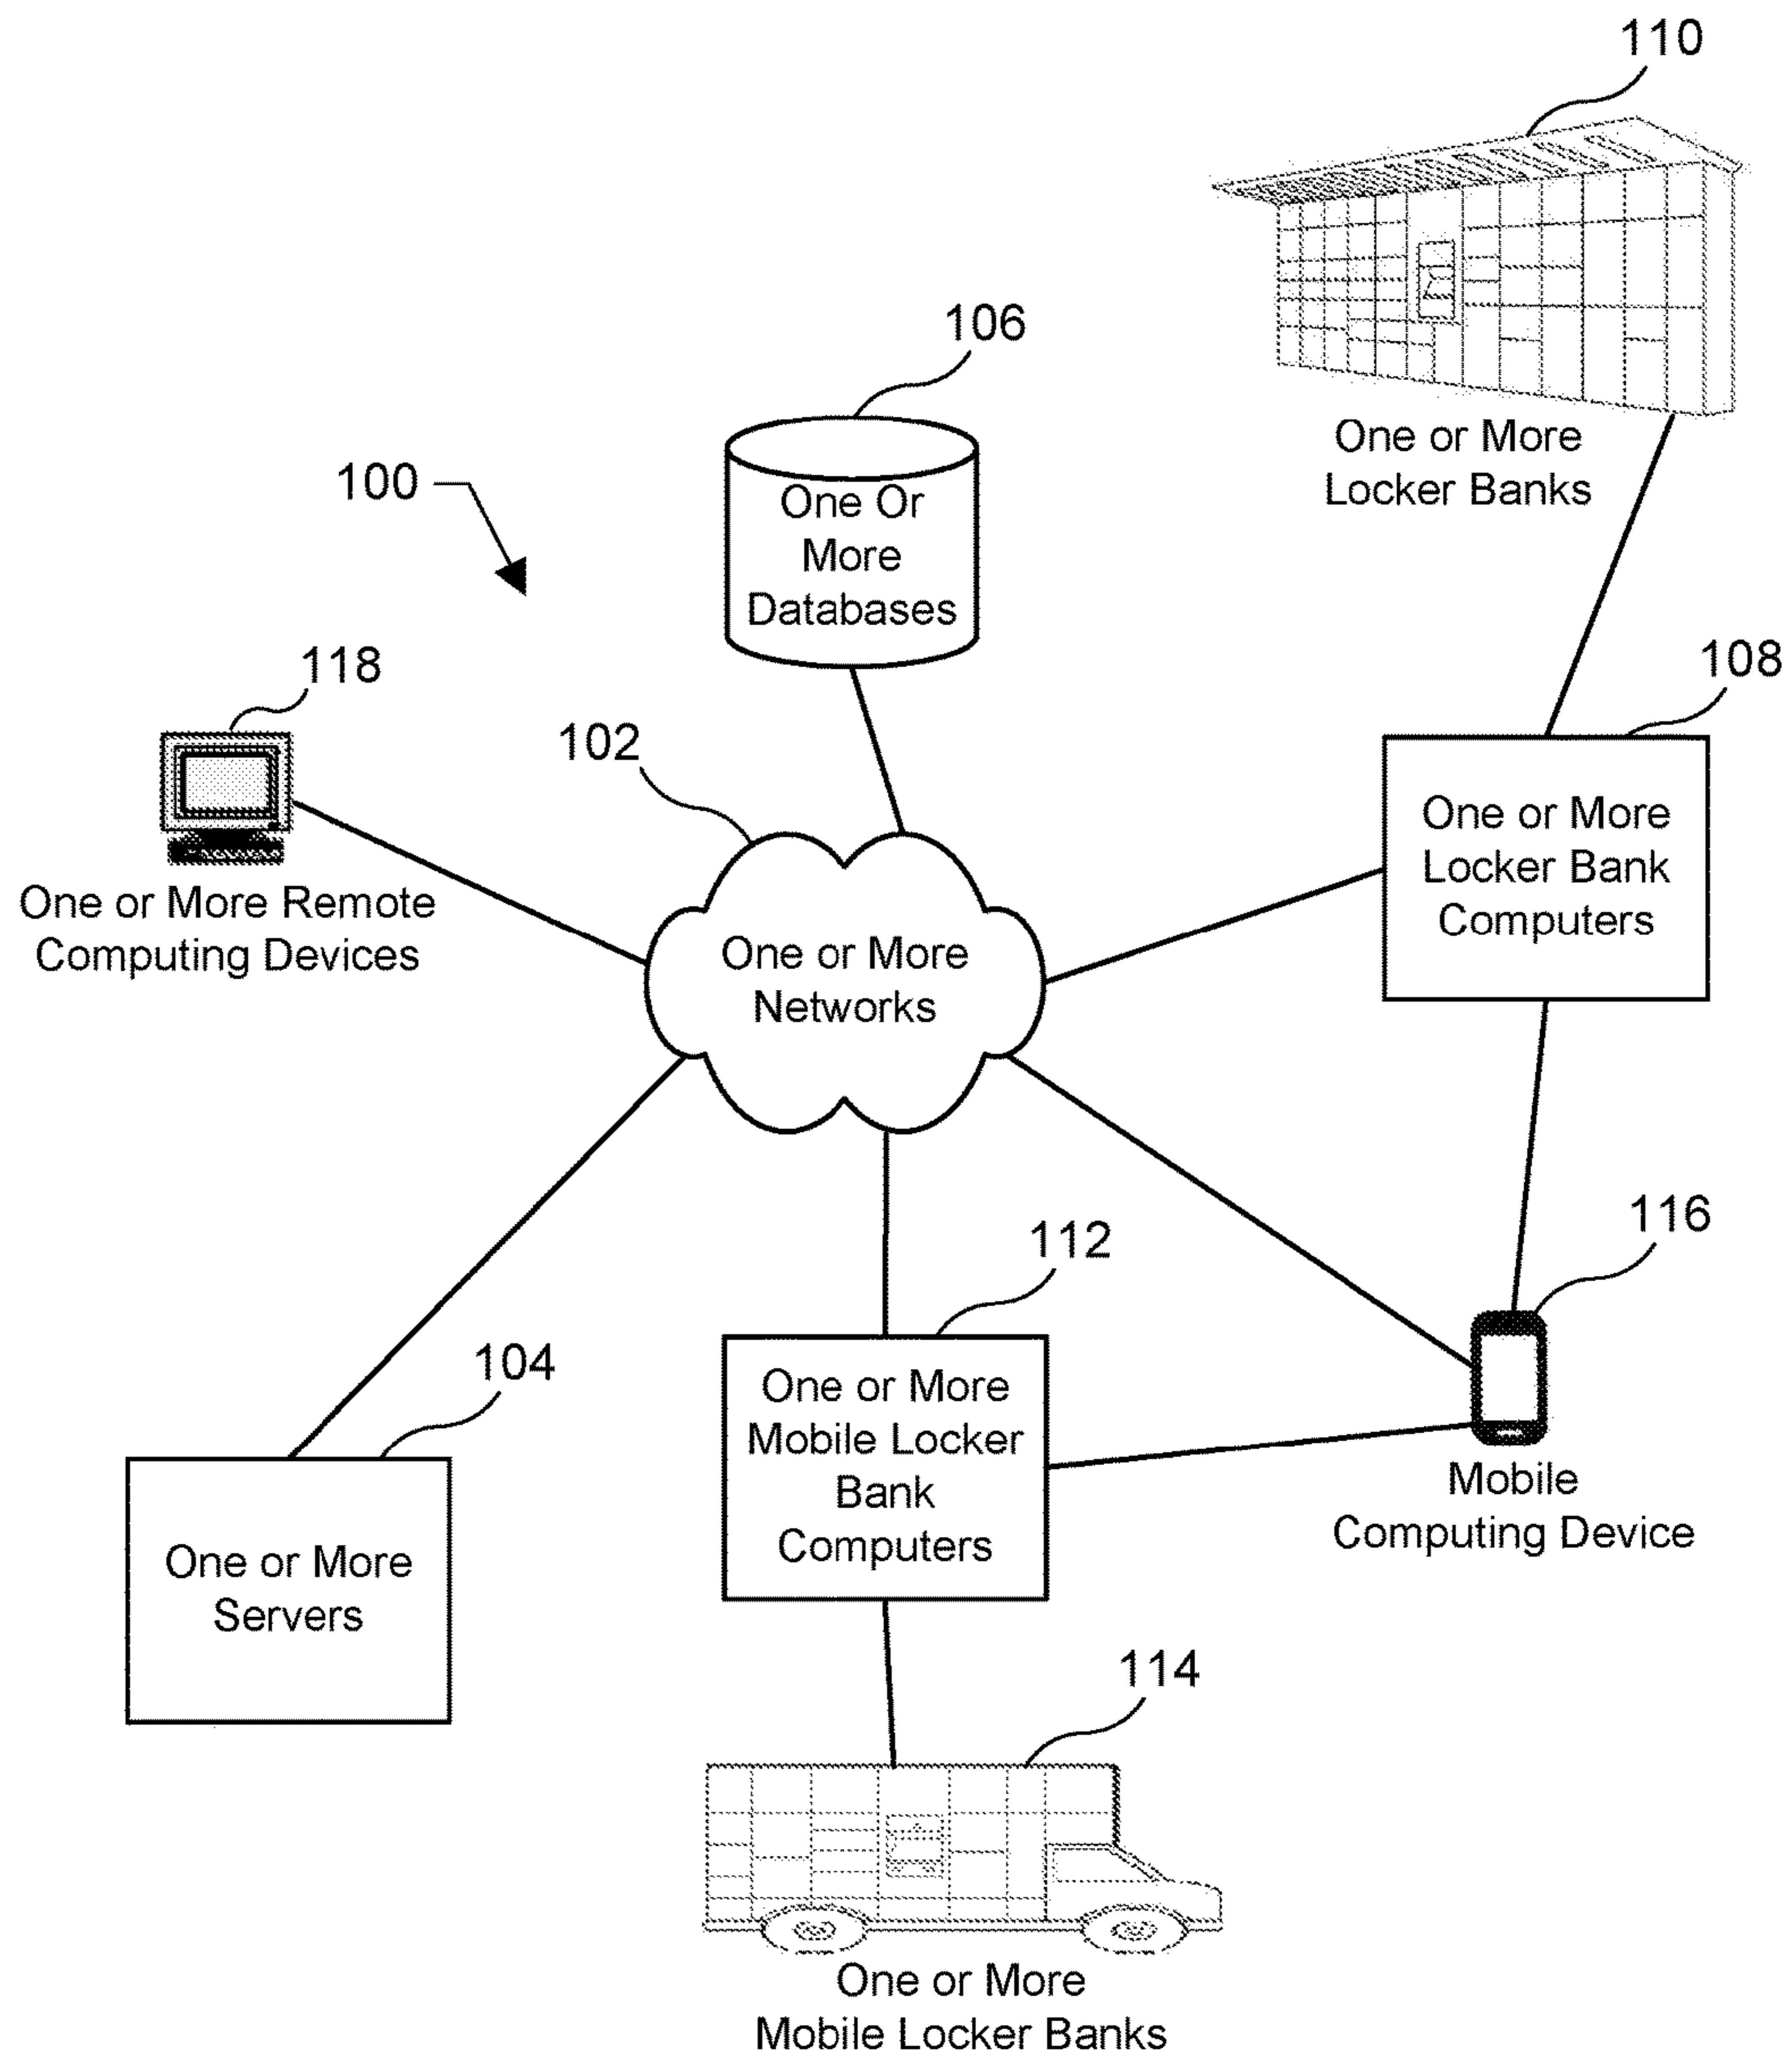 110
One or More
Locker Banks
106
One Or
More
Databases
100
118
One or More Remote
Computing Devices
102
One or More
Networks
108
One or More
Locker Bank
Computers
116
Mobile
Computing Device
112
One or More
Mobile Locker
Bank
Computers
104
One or More
Servers
114
One or More
Mobile Locker Banks